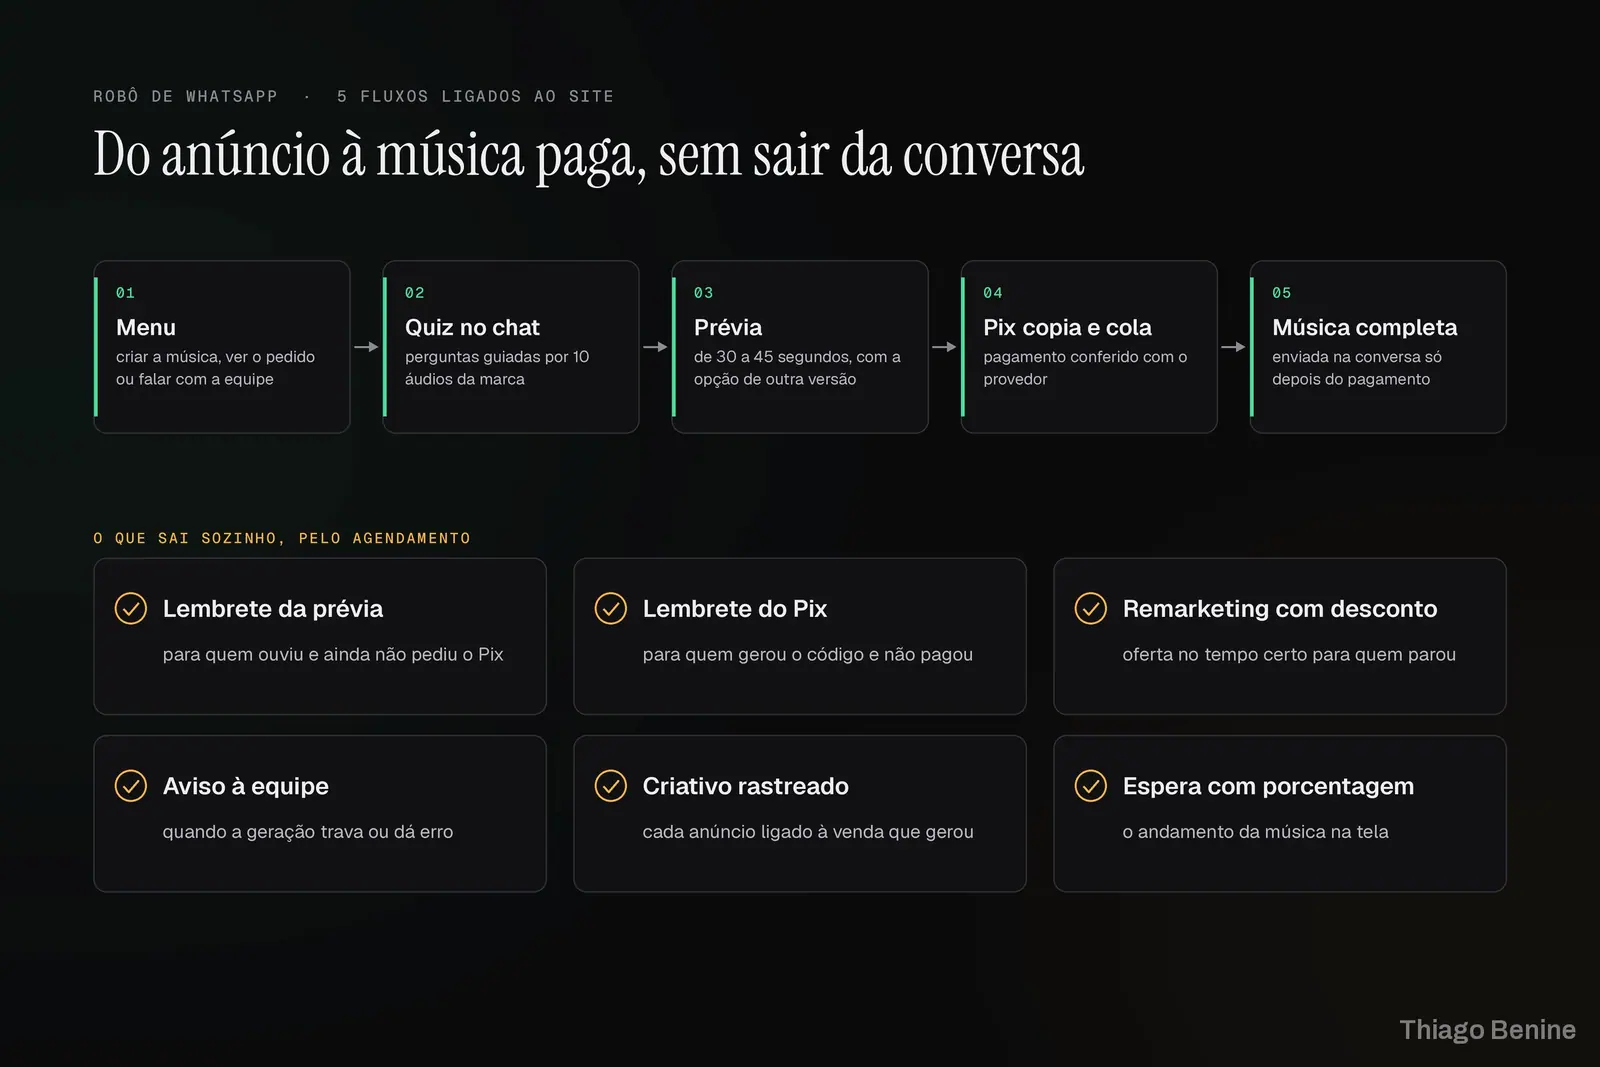 ROBÔ DE WHATSAPP · 5 FLUXOS LIGADOS AO SITE
Do anúncio à música paga, sem sair da conversa
01
Menu
criar a música, ver o pedido
ou falar com a equipe
02
Quiz no chat
perguntas guiadas por 10
áudios da marca
03
Prévia
de 30 a 45 segundos, com a
opção de outra versão
04
Pix copia e cola
pagamento conferido com o
provedor
05
Música completa
enviada na conversa só
depois do pagamento
O QUE SAI SOZINHO, PELO AGENDAMENTO
Lembrete da prévia
para quem ouviu e ainda não pediu o Pix
Lembrete do Pix
para quem gerou o código e não pagou
Remarketing com desconto
oferta no tempo certo para quem parou
Aviso à equipe
quando a geração trava ou dá erro
Criativo rastreado
cada anúncio ligado à venda que gerou
Espera com porcentagem
o andamento da música na tela
Thiago Benine